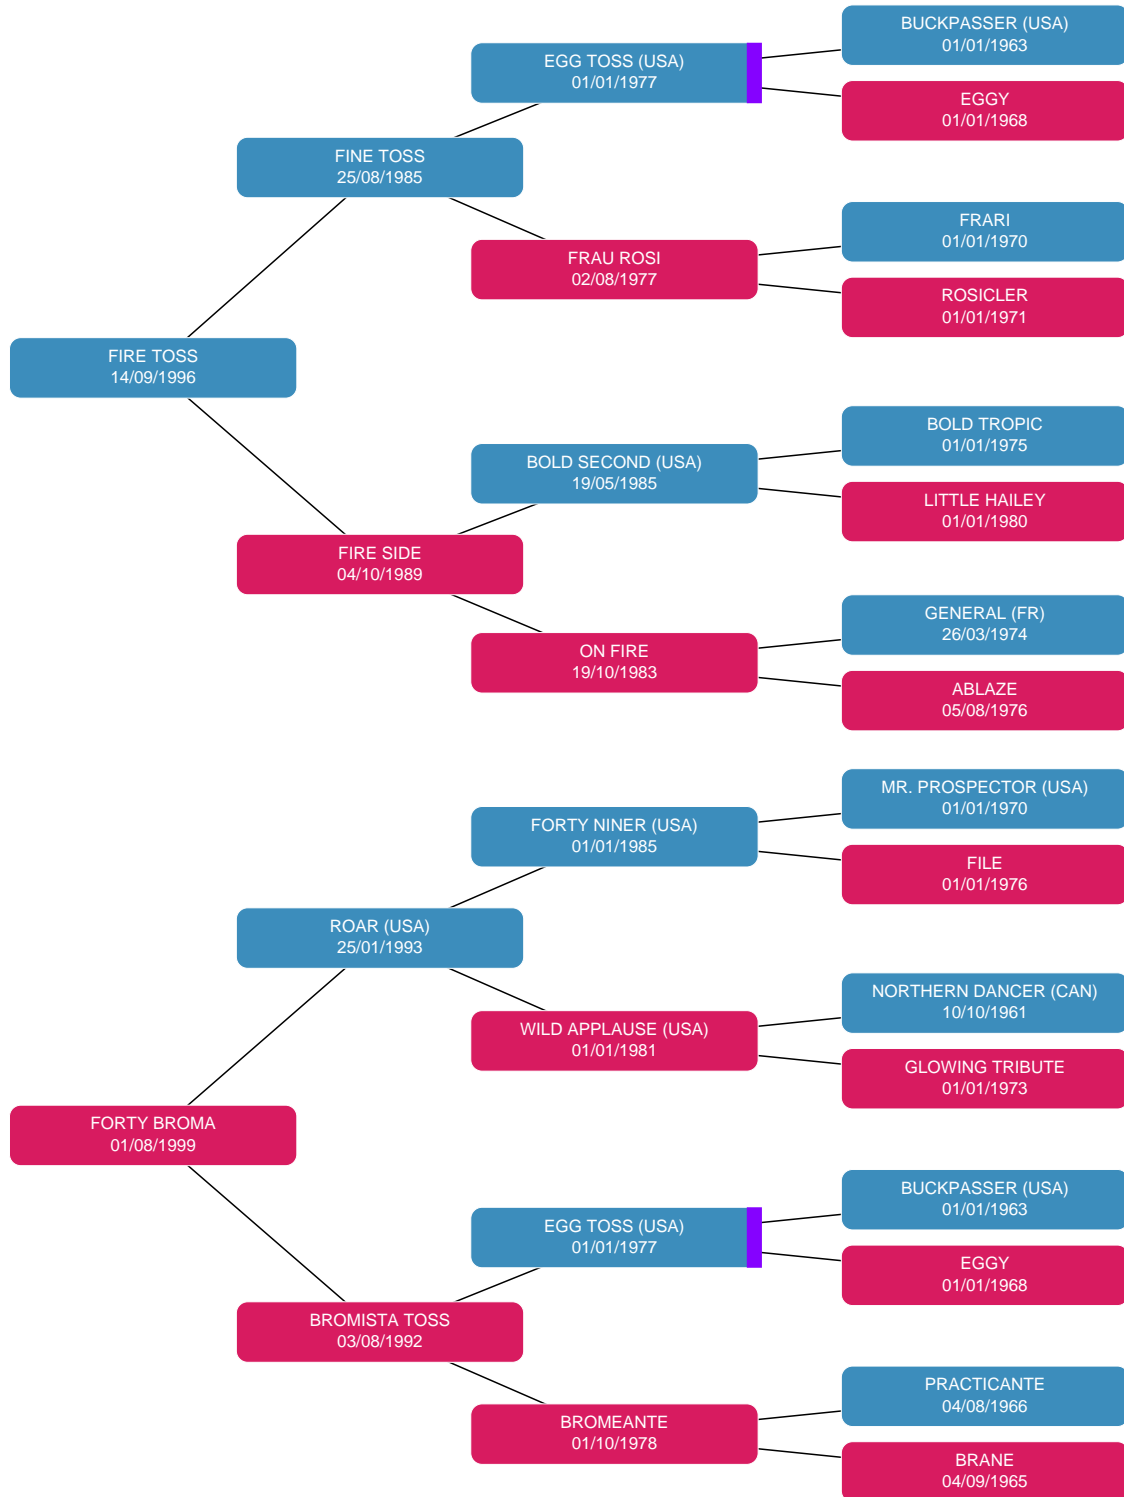 BUCKPASSER (USA)
01/01/1963
EGG TOSS (USA)
01/01/1977
EGGY
01/01/1968
FINE TOSS
25/08/1985
FRARI
01/01/1970
FRAU ROSI
02/08/1977
ROSICLER
01/01/1971
FIRE TOSS
14/09/1996
BOLD TROPIC
01/01/1975
BOLD SECOND (USA)
19/05/1985
LITTLE HAILEY
01/01/1980
FIRE SIDE
04/10/1989
GENERAL (FR)
26/03/1974
ON FIRE
19/10/1983
ABLAZE
05/08/1976
MR. PROSPECTOR (USA)
01/01/1970
FORTY NINER (USA)
01/01/1985
FILE
01/01/1976
ROAR (USA)
25/01/1993
NORTHERN DANCER (CAN)
10/10/1961
WILD APPLAUSE (USA)
01/01/1981
GLOWING TRIBUTE
01/01/1973
FORTY BROMA
01/08/1999
BUCKPASSER (USA)
01/01/1963
EGG TOSS (USA)
01/01/1977
EGGY
01/01/1968
BROMISTA TOSS
03/08/1992
PRACTICANTE
04/08/1966
BROMEANTE
01/10/1978
BRANE
04/09/1965